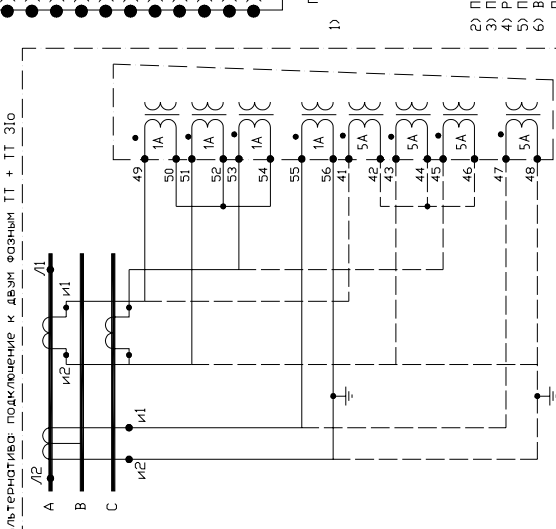 1)
2) П
3) П
4) Р
5) П
6) В
льтернатива: подключение к двум фазным ТТ + ТТ 3Io
1A
1A
1A
1A
5A
5A
5A
5A
49
50
51
52
53
54
55
56
41
42
43
44
45
46
47
48
Л1
и1
и2
и1
и2
Л2
A
B
C